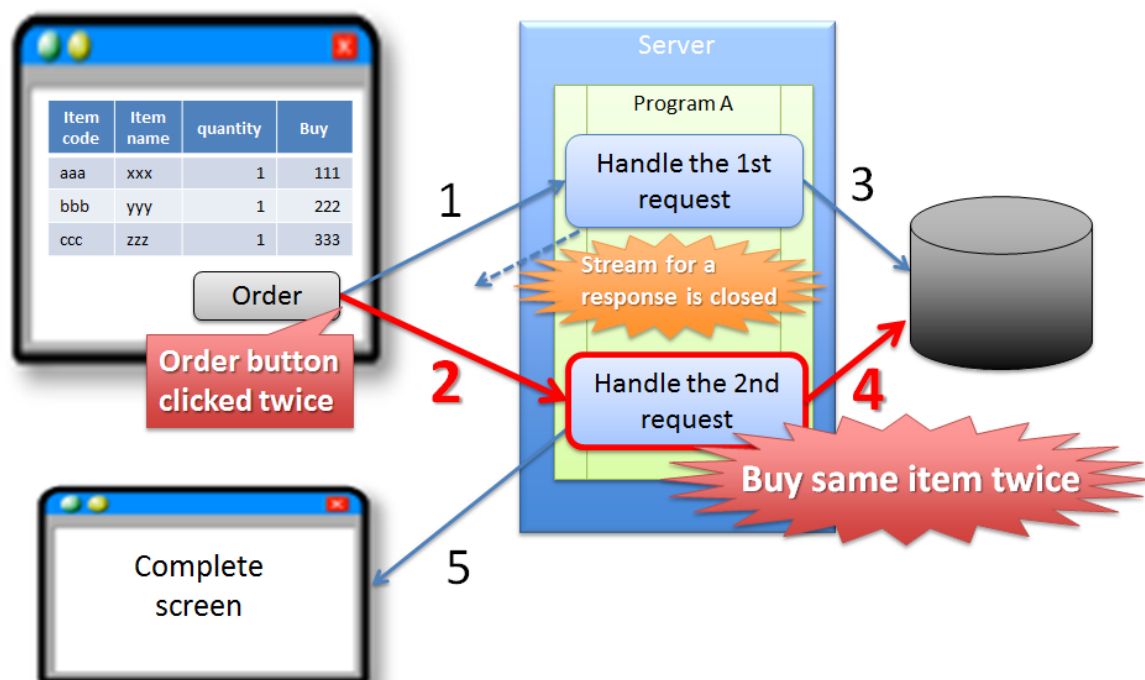 Item code
Item name
quantity
Buy
aaa xxx 1 111
bbb yyy 1 222
ccc zzz 1 333
Order
Order button
clicked twice
1
2
Server
Program A
Handle the 1st
request
Stream for a
response is closed
Handle the 2nd
request
3
4
Buy same item twice
5
Complete
screen